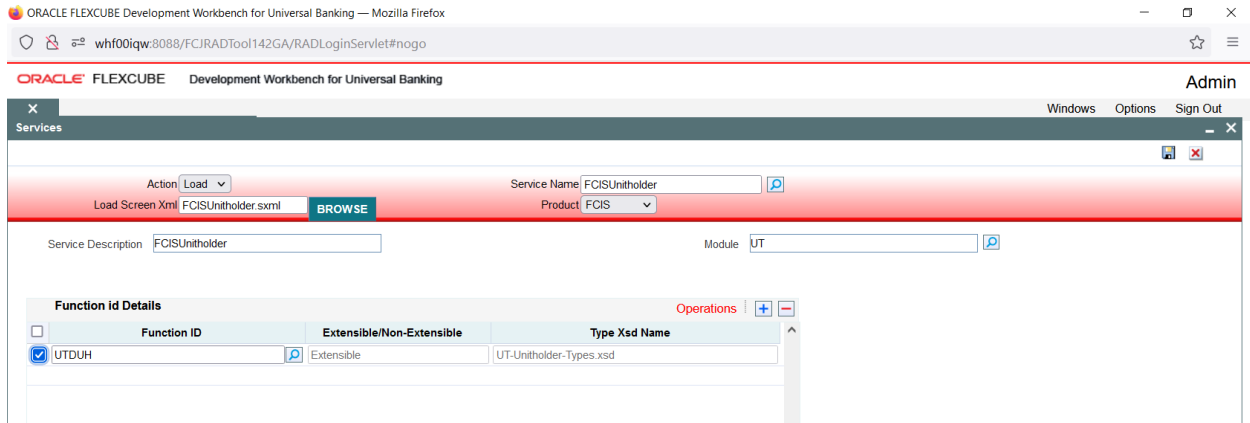 ORACLE FLEXCUBE Development Workbench for Universal Banking — Mozilla Firefox
whf00iqw:8088/FCJRADTool142GA/RADLoginServlet#nogo
ORACLE FLEXCUBE Development Workbench for Universal Banking
Admin
Windows Options Sign Out
Services
Action Load Service Name FCISUnitholder
Load Screen Xml FCISUnitholder.sxml BROWSE Product FCIS
Service Description FCISUnitholder Module UT
Function id Details Operations
Function ID Extensible/Non-Extensible Type Xsd Name
UTDUH Extensible UT-Unitholder-Types.xsd